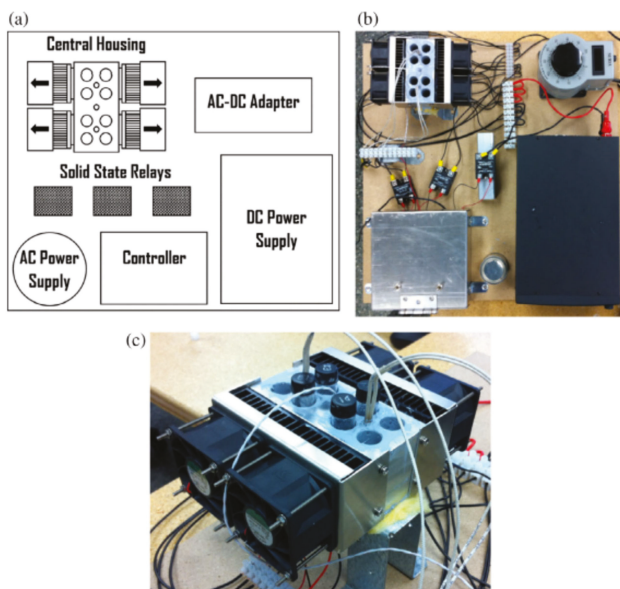 (a)
Central Housing
AC-DC Adapter
Solid State Relays
DC Power
Supply
AC Power
Supply
Controller
(b)
(c)